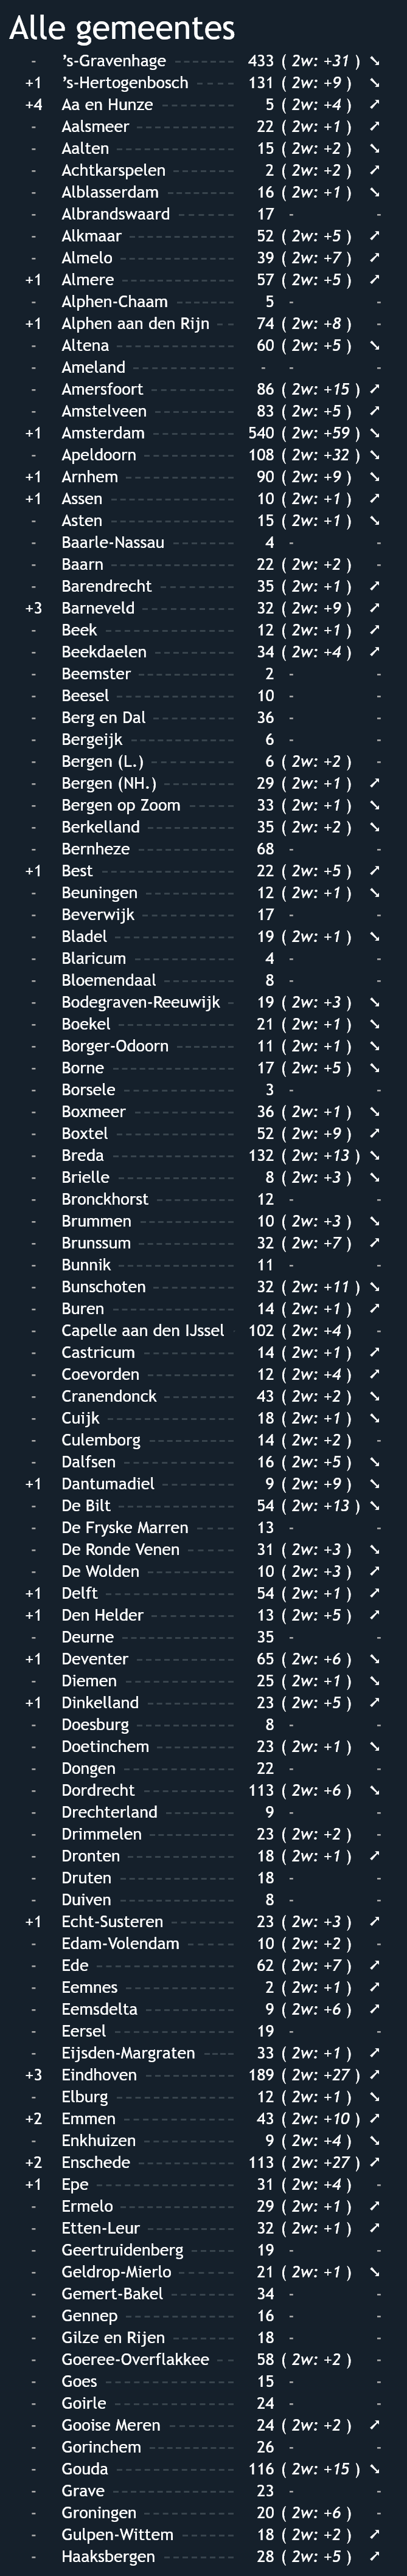 Alle gemeentes
- 's-Gravenhage 433 ( 2w: +31 ) ↘
+1 's-Hertogenbosch 131 ( 2w: +9 ) ↘
+4 Aa en Hunze 5 ( 2w: +4 ) ↗
- Aalsmeer 22 ( 2w: +1 ) ↗
- Aalten 15 ( 2w: +2 ) ↘
- Achtkarspelen 2 ( 2w: +2 ) ↗
- Alblasserdam 16 ( 2w: +1 ) ↘
- Albrandswaard 17 - -
- Alkmaar 52 ( 2w: +5 ) ↗
- Almelo 39 ( 2w: +7 ) ↗
+1 Almere 57 ( 2w: +5 ) ↗
- Alphen-Chaam 5 - -
+1 Alphen aan den Rijn 74 ( 2w: +8 ) -
- Altena 60 ( 2w: +5 ) ↘
- Ameland - - -
- Amersfoort 86 ( 2w: +15 ) ↗
- Amstelveen 83 ( 2w: +5 ) ↗
+1 Amsterdam 540 ( 2w: +59 ) ↘
- Apeldoorn 108 ( 2w: +32 ) ↘
+1 Arnhem 90 ( 2w: +9 ) ↘
+1 Assen 10 ( 2w: +1 ) ↗
- Asten 15 ( 2w: +1 ) ↘
- Baarle-Nassau 4 - -
- Baarn 22 ( 2w: +2 ) -
- Barendrecht 35 ( 2w: +1 ) ↗
+3 Barneveld 32 ( 2w: +9 ) ↗
- Beek 12 ( 2w: +1 ) ↗
- Beekdaelen 34 ( 2w: +4 ) ↗
- Beemster 2 - -
- Beesel 10 - -
- Berg en Dal 36 - -
- Bergeijk 6 - -
- Bergen (L.) 6 ( 2w: +2 ) -
- Bergen (NH.) 29 ( 2w: +1 ) ↗
- Bergen op Zoom 33 ( 2w: +1 ) ↘
- Berkelland 35 ( 2w: +2 ) ↘
- Bernheze 68 - -
+1 Best 22 ( 2w: +5 ) ↗
- Beuningen 12 ( 2w: +1 ) ↘
- Beverwijk 17 - -
- Bladel 19 ( 2w: +1 ) ↘
- Blaricum 4 - -
- Bloemendaal 8 - -
- Bodegraven-Reeuwijk 19 ( 2w: +3 ) ↘
- Boekel 21 ( 2w: +1 ) ↘
- Borger-Odoorn 11 ( 2w: +1 ) ↘
- Borne 17 ( 2w: +5 ) ↘
- Borsele 3 - -
- Boxmeer 36 ( 2w: +1 ) ↘
- Boxtel 52 ( 2w: +9 ) ↗
- Breda 132 ( 2w: +13 ) ↘
- Brielle 8 ( 2w: +3 ) ↘
- Bronckhorst 12 - -
- Brummen 10 ( 2w: +3 ) ↘
- Brunssum 32 ( 2w: +7 ) ↗
- Bunnik 11 - -
- Bunschoten 32 ( 2w: +11 ) ↘
- Buren 14 ( 2w: +1 ) ↗
- Capelle aan den IJssel 102 ( 2w: +4 ) -
- Castricum 14 ( 2w: +1 ) ↗
- Coevorden 12 ( 2w: +4 ) ↗
- Cranendonck 43 ( 2w: +2 ) ↘
- Cuijk 18 ( 2w: +1 ) ↘
- Culemborg 14 ( 2w: +2 ) -
- Dalfsen 16 ( 2w: +5 ) ↘
+1 Dantumadiel 9 ( 2w: +9 ) ↘
- De Bilt 54 ( 2w: +13 ) ↘
- De Fryske Marren 13 - -
- De Ronde Venen 31 ( 2w: +3 ) ↘
- De Wolden 10 ( 2w: +3 ) ↗
+1 Delft 54 ( 2w: +1 ) ↗
+1 Den Helder 13 ( 2w: +5 ) ↗
- Deurne 35 - -
+1 Deventer 65 ( 2w: +6 ) ↘
- Diemen 25 ( 2w: +1 ) ↘
+1 Dinkelland 23 ( 2w: +5 ) ↗
- Doesburg 8 - -
- Doetinchem 23 ( 2w: +1 ) ↘
- Dongen 22 - -
- Dordrecht 113 ( 2w: +6 ) ↘
- Drechterland 9 - -
- Drimmelen 23 ( 2w: +2 ) -
- Dronten 18 ( 2w: +1 ) ↗
- Druten 18 - -
- Duiven 8 - -
+1 Echt-Susteren 23 ( 2w: +3 ) ↗
- Edam-Volendam 10 ( 2w: +2 ) -
- Ede 62 ( 2w: +7 ) ↗
- Eemnes 2 ( 2w: +1 ) ↗
- Eemsdelta 9 ( 2w: +6 ) ↗
- Eersel 19 - -
- Eijsden-Margraten 33 ( 2w: +1 ) ↗
+3 Eindhoven 189 ( 2w: +27 ) ↗
- Elburg 12 ( 2w: +1 ) ↘
+2 Emmen 43 ( 2w: +10 ) ↗
- Enkhuizen 9 ( 2w: +4 ) ↘
+2 Enschede 113 ( 2w: +27 ) ↗
+1 Epe 31 ( 2w: +4 ) -
- Ermelo 29 ( 2w: +1 ) ↗
- Etten-Leur 32 ( 2w: +1 ) ↗
- Geertruidenberg 19 - -
- Geldrop-Mierlo 21 ( 2w: +1 ) ↘
- Gemert-Bakel 34 - -
- Gennep 16 - -
- Gilze en Rijen 18 - -
- Goeree-Overflakkee 58 ( 2w: +2 ) -
- Goes 15 - -
- Goirle 24 - -
- Gooise Meren 24 ( 2w: +2 ) ↗
- Gorinchem 26 - -
- Gouda 116 ( 2w: +15 ) ↘
- Grave 23 - -
- Groningen 20 ( 2w: +6 ) -
- Gulpen-Wittem 18 ( 2w: +2 ) ↗
- Haaksbergen 28 ( 2w: +5 ) ↗